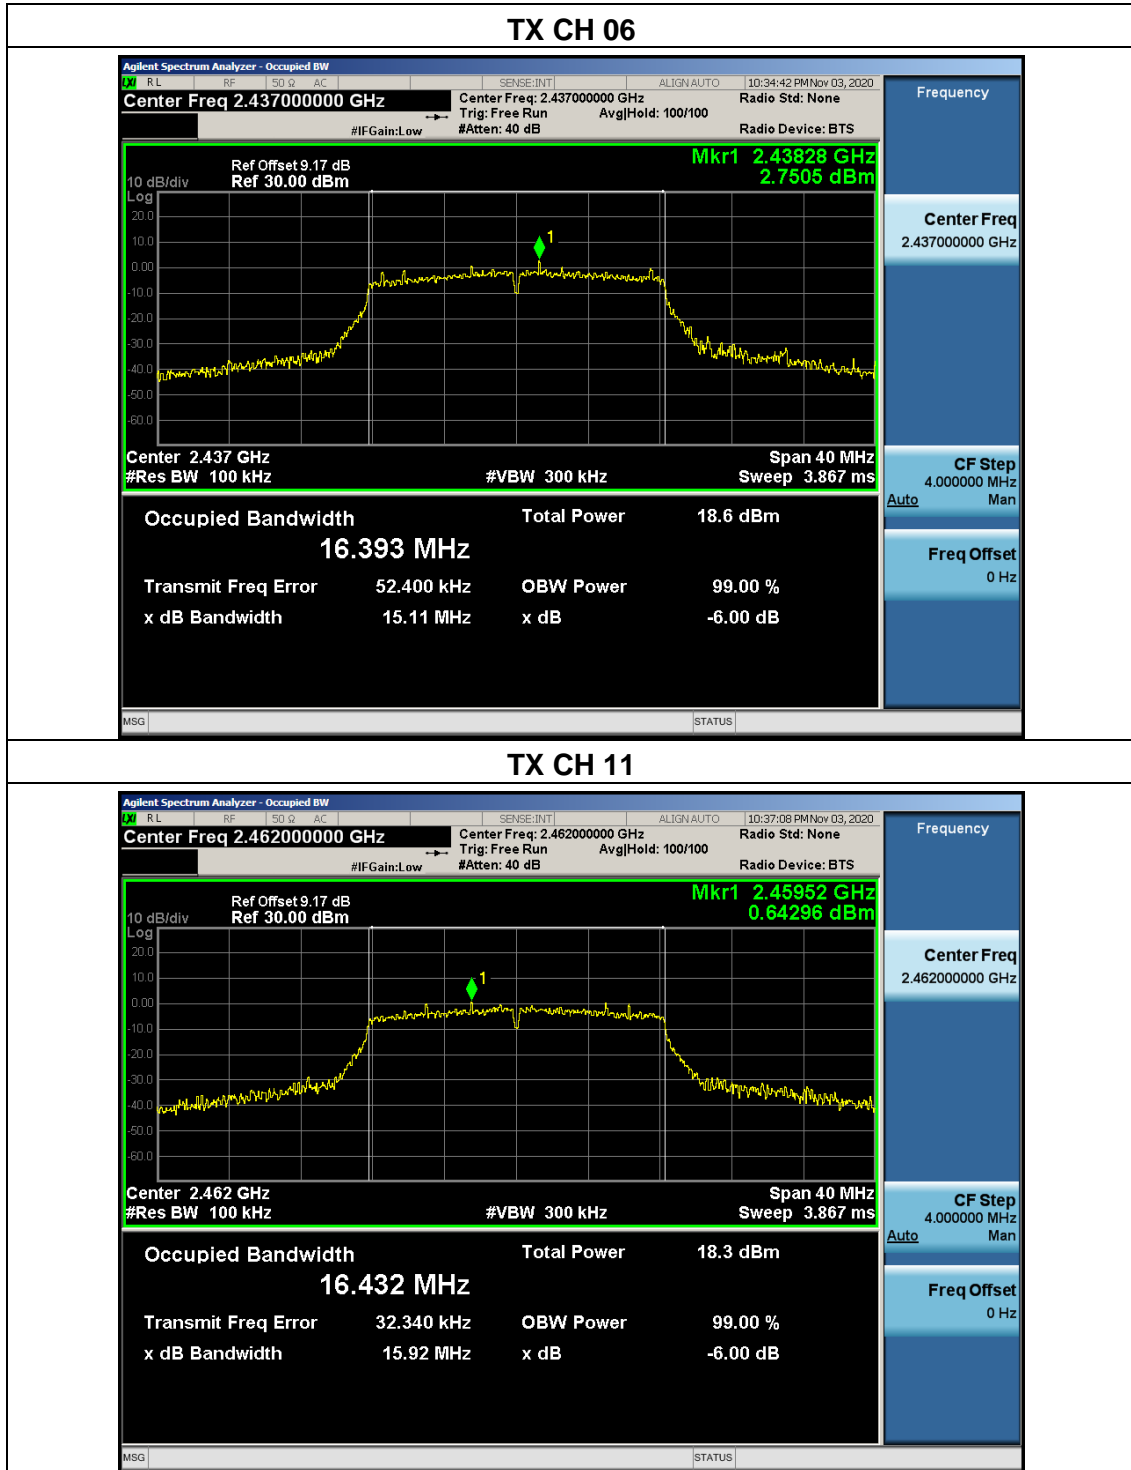 TX CH 06
Agilent Spectrum Analyzer - Occupied BW
LXI RL RF 50 Ω AC SENSE:INT ALIGN AUTO 10:34:42 PM Nov 03, 2020
Center Freq 2.437000000 GHz
Center Freq: 2.437000000 GHz Radio Std: None
Trig: Free Run Avg|Hold: 100/100
#IFGain:Low #Atten: 40 dB Radio Device: BTS
Frequency
Mkr1 2.43828 GHz
2.7505 dBm
Ref Offset 9.17 dB
10 dB/div Ref 30.00 dBm
Log
20.0
10.0
0.00
-10.0
-20.0
-30.0
-40.0
-50.0
-60.0
1
Center Freq
2.437000000 GHz
Center 2.437 GHz Span 40 MHz
#Res BW 100 kHz #VBW 300 kHz Sweep 3.867 ms
CF Step
4.000000 MHz
Auto Man
Occupied Bandwidth Total Power 18.6 dBm
16.393 MHz
Freq Offset
0 Hz
Transmit Freq Error 52.400 kHz OBW Power 99.00 %
x dB Bandwidth 15.11 MHz x dB -6.00 dB
MSG STATUS
TX CH 11
Agilent Spectrum Analyzer - Occupied BW
LXI RL RF 50 Ω AC SENSE:INT ALIGN AUTO 10:37:08 PM Nov 03, 2020
Center Freq 2.462000000 GHz
Center Freq: 2.462000000 GHz Radio Std: None
Trig: Free Run Avg|Hold: 100/100
#IFGain:Low #Atten: 40 dB Radio Device: BTS
Frequency
Mkr1 2.45952 GHz
0.64296 dBm
Ref Offset 9.17 dB
10 dB/div Ref 30.00 dBm
Log
20.0
10.0
0.00
-10.0
-20.0
-30.0
-40.0
-50.0
-60.0
1
Center Freq
2.462000000 GHz
Center 2.462 GHz Span 40 MHz
#Res BW 100 kHz #VBW 300 kHz Sweep 3.867 ms
CF Step
4.000000 MHz
Auto Man
Occupied Bandwidth Total Power 18.3 dBm
16.432 MHz
Freq Offset
0 Hz
Transmit Freq Error 32.340 kHz OBW Power 99.00 %
x dB Bandwidth 15.92 MHz x dB -6.00 dB
MSG STATUS